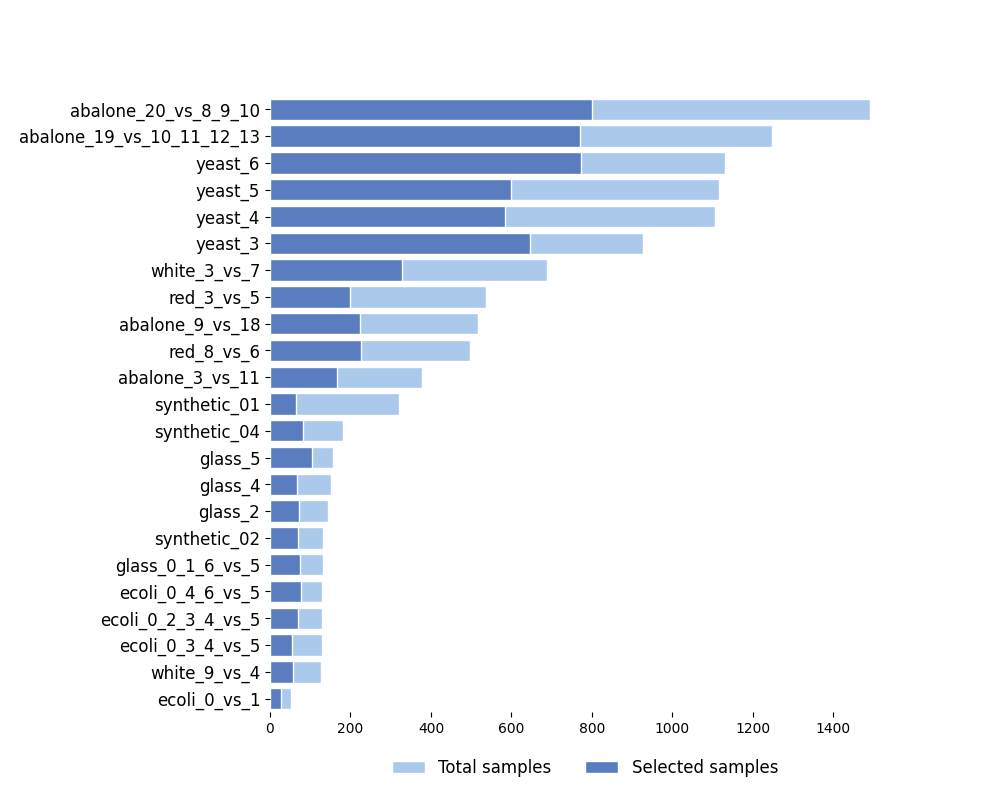 abalone_20_vs_8_9_10
abalone_19_vs_10_11_12_13
yeast_6
yeast_5
yeast_4
yeast_3
white_3_vs_7
red_3_vs_5
abalone_9_vs_18
red_8_vs_6
abalone_3_vs_11
synthetic_01
synthetic_04
glass_5
glass_4
glass_2
synthetic_02
glass_0_1_6_vs_5
ecoli_0_4_6_vs_5
ecoli_0_2_3_4_vs_5
ecoli_0_3_4_vs_5
white_9_vs_4
ecoli_0_vs_1
0 200 400 600 800 1000 1200 1400
Total samples Selected samples